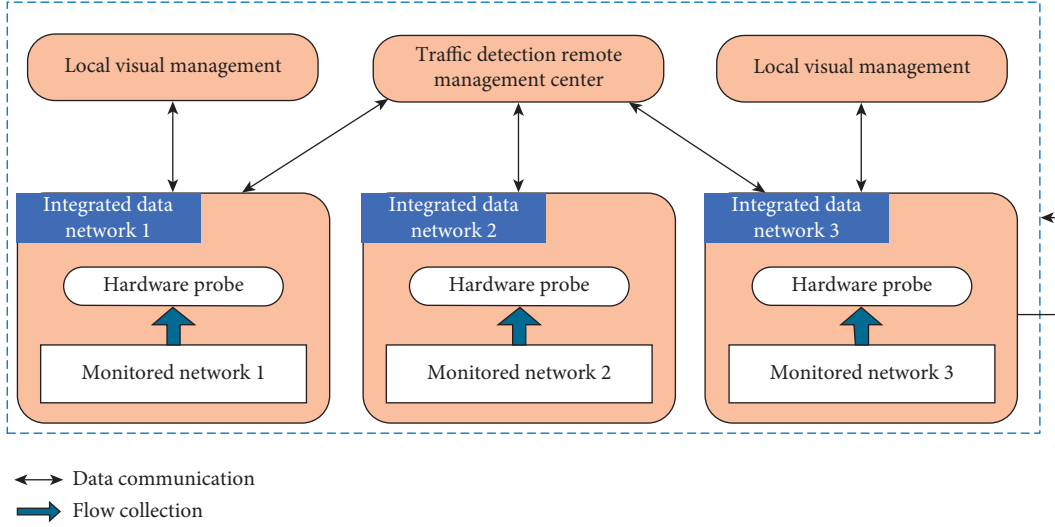 Local visual management
Traffic detection remote
management center
Local visual management
Integrated data
network 1
Integrated data
network 2
Integrated data
network 3
Hardware probe
Hardware probe
Hardware probe
Monitored network 1
Monitored network 2
Monitored network 3
Data communication
Flow collection